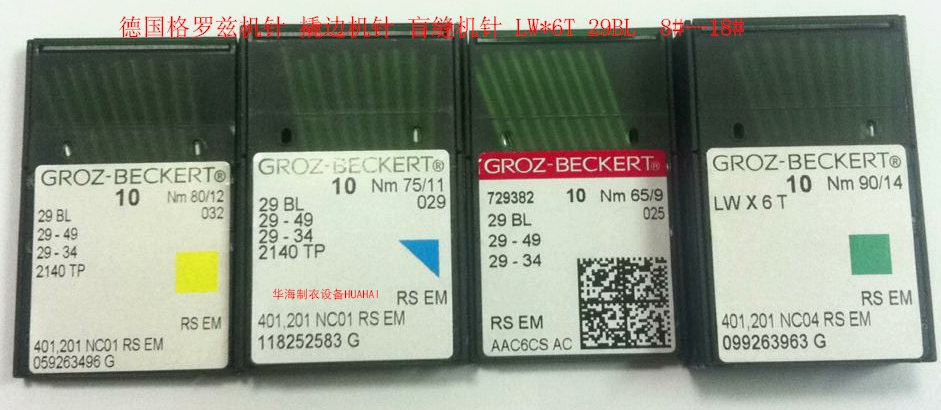 德国格罗兹机针 撬边机针 盲缝机针 LW*6T 29BL 8#--18#
GROZ-BECKERT®
10 Nm 80/12
032
29 BL
29 - 49
29 - 34
2140 TP
RS EM
401,201 NC01 RS EM
059263496 G
GROZ-BECKERT®
10 Nm 75/11
029
29 BL
29 - 49
29 - 34
2140 TP
华海制衣设备HUAHAI
RS EM
401,201 NC01 RS EM
118252583 G
GROZ-BECKERT®
729382 10 Nm 65/9
025
29 BL
29 - 49
29 - 34
RS EM
AAC6CS AC
GROZ-BECKERT®
10 Nm 90/14
LW X 6 T
RS EM
401,201 NC04 RS EM
099263963 G